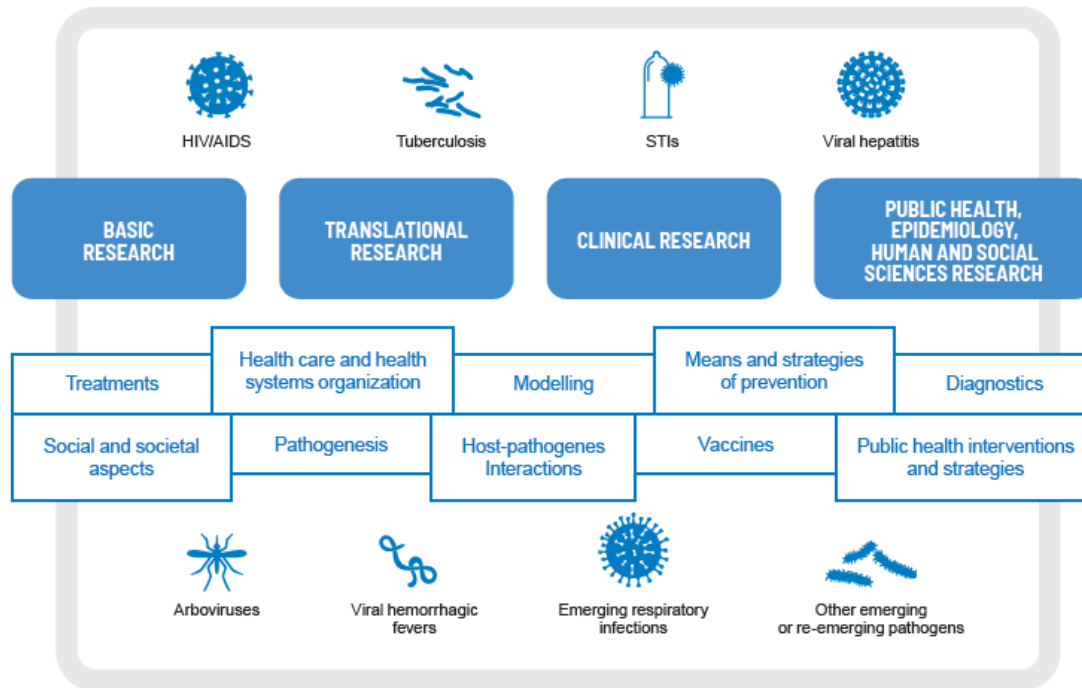 HIV/AIDS
Tuberculosis
STIs
Viral hepatitis
BASIC
RESEARCH
TRANSLATIONAL
RESEARCH
CLINICAL RESEARCH
PUBLIC HEALTH,
EPIDEMIOLOGY,
HUMAN AND SOCIAL
SCIENCES RESEARCH
Treatments
Health care and health
systems organization
Modelling
Means and strategies
of prevention
Diagnostics
Social and societal
aspects
Pathogenesis
Host-pathogenes
Interactions
Vaccines
Public health interventions
and strategies
Arboviruses
Viral hemorrhagic
fevers
Emerging respiratory
infections
Other emerging
or re-emerging pathogens